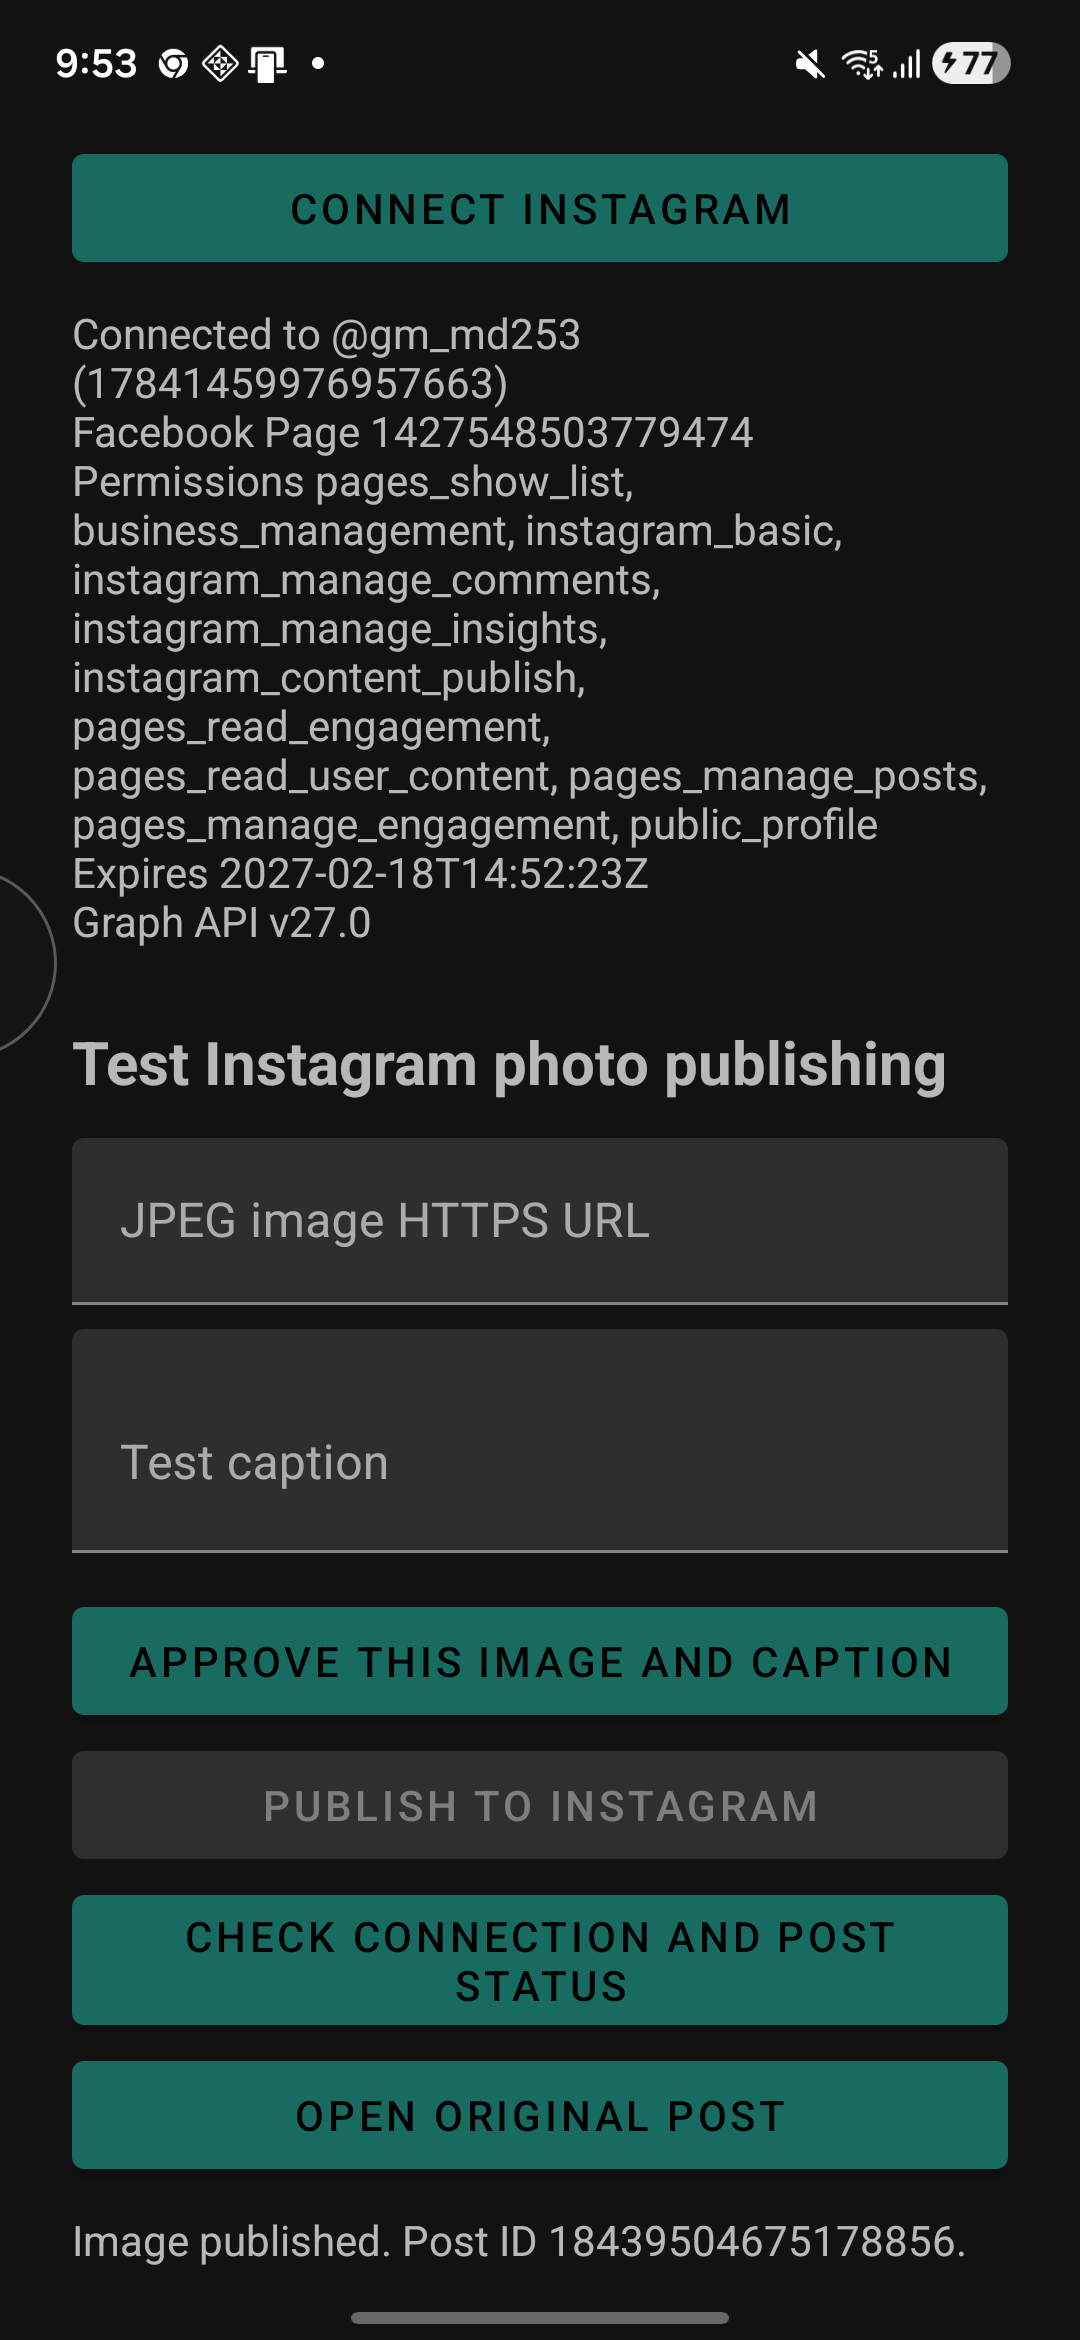 9:53
5
77
CONNECT INSTAGRAM
Connected to @gm_md253
(17841459976957663)
Facebook Page 1427548503779474
Permissions pages_show_list,
business_management, instagram_basic,
instagram_manage_comments,
instagram_manage_insights,
instagram_content_publish,
pages_read_engagement,
pages_read_user_content, pages_manage_posts,
pages_manage_engagement, public_profile
Expires 2027-02-18T14:52:23Z
Graph API v27.0
Test Instagram photo publishing
JPEG image HTTPS URL
Test caption
APPROVE THIS IMAGE AND CAPTION
PUBLISH TO INSTAGRAM
CHECK CONNECTION AND POST
STATUS
OPEN ORIGINAL POST
Image published. Post ID 18439504675178856.